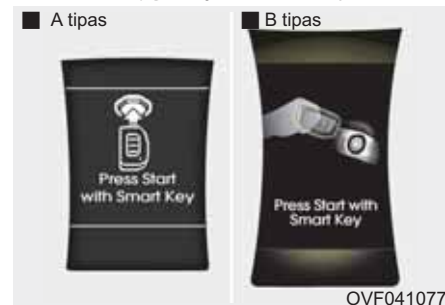 A tipas
B tipas
Press Start
with Smart Key
Press Start with
Smart Key
OVF041077